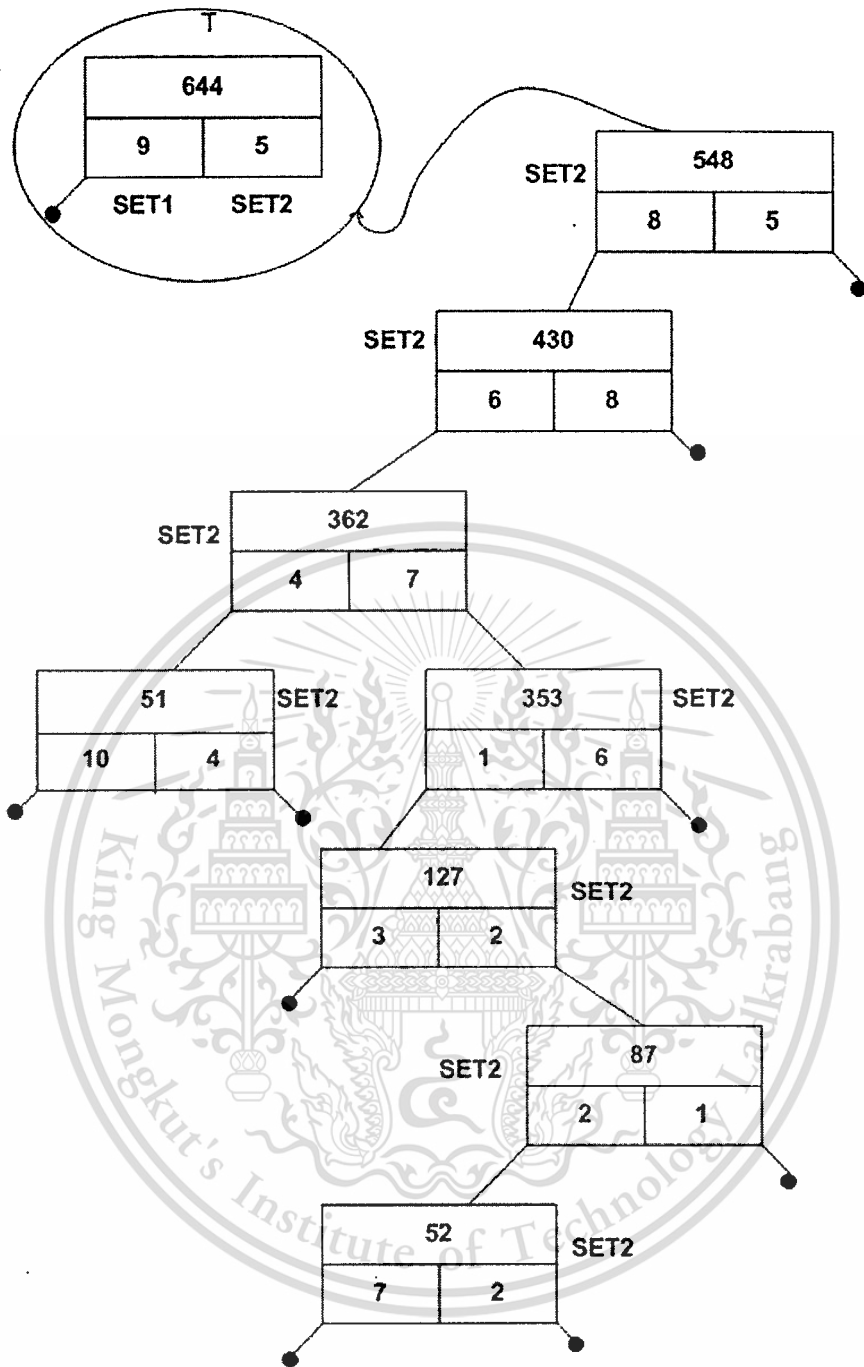 T
644
9 5
SET1 SET2
SET2 548
8 5
SET2 430
6 8
SET2 362
4 7
51 SET2
10 4
353 SET2
1 6
127 SET2
3 2
SET2 87
2 1
52 SET2
7 2
King Mongkut's Institute of Technology Ladkrabang